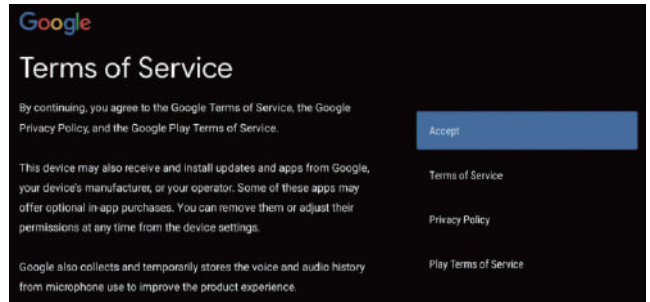 Google
Terms of Service
By continuing, you agree to the Google Terms of Service, the Google
Privacy Policy, and the Google Play Terms of Service.
This device may also receive and install updates and apps from Google,
your device's manufacturer, or your operator. Some of these apps may
offer optional in-app purchases. You can remove them or adjust their
permissions at any time from the device settings.
Google also collects and temporarily stores the voice and audio history
from microphone use to improve the product experience.
Accept
Terms of Service
Privacy Policy
Play Terms of Service